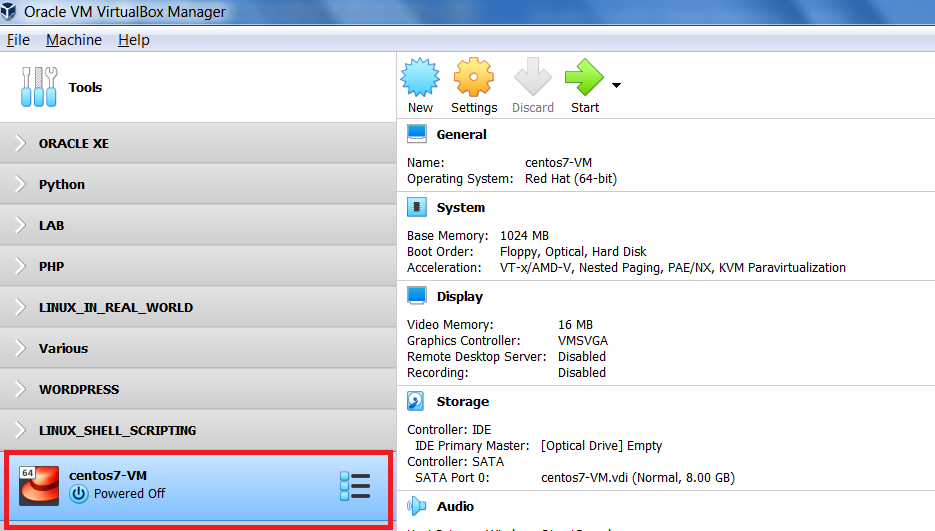 Oracle VM VirtualBox Manager
File Machine Help
Tools
New Settings Discard Start
ORACLE XE
Python
LAB
PHP
LINUX_IN_REAL_WORLD
Various
WORDPRESS
LINUX_SHELL_SCRIPTING
64
centos7-VM
Powered Off
General
Name: centos7-VM
Operating System: Red Hat (64-bit)
System
Base Memory: 1024 MB
Boot Order: Floppy, Optical, Hard Disk
Acceleration: VT-x/AMD-V, Nested Paging, PAE/NX, KVM Paravirtualization
Display
Video Memory: 16 MB
Graphics Controller: VMSVGA
Remote Desktop Server: Disabled
Recording: Disabled
Storage
Controller: IDE
IDE Primary Master: [Optical Drive] Empty
Controller: SATA
SATA Port 0: centos7-VM.vdi (Normal, 8.00 GB)
Audio